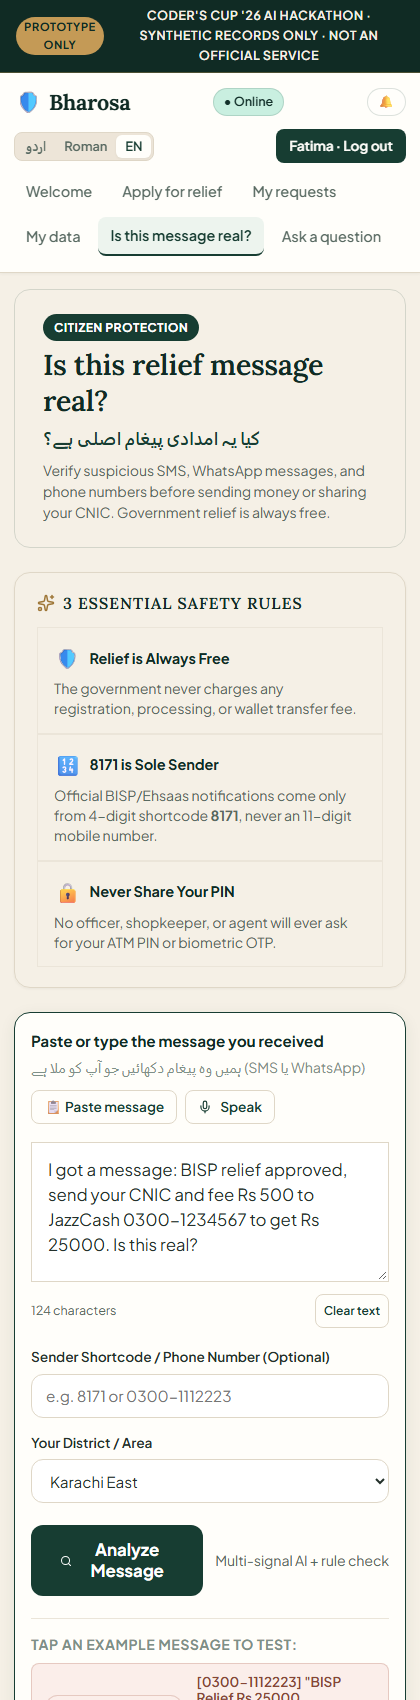 PROTOTYPE
ONLY
CODER'S CUP '26 AI HACKATHON ·
SYNTHETIC RECORDS ONLY · NOT AN
OFFICIAL SERVICE
Bharosa
● Online
اردو
Roman
EN
Fatima · Log out
Welcome
Apply for relief
My requests
My data
Is this message real?
Ask a question
CITIZEN PROTECTION
Is this relief message
real?
کیا یہ امدادی پیغام اصلی ہے؟
Verify suspicious SMS, WhatsApp messages, and
phone numbers before sending money or sharing
your CNIC. Government relief is always free.
3 ESSENTIAL SAFETY RULES
Relief is Always Free
The government never charges any
registration, processing, or wallet transfer fee.
8171 is Sole Sender
Official BISP/Ehsaas notifications come only
from 4-digit shortcode 8171, never an 11-digit
mobile number.
Never Share Your PIN
No officer, shopkeeper, or agent will ever ask
for your ATM PIN or biometric OTP.
Paste or type the message you received
ہمیں وہ پیغام دکھائیں جو آپ کو ملا ہے (SMS یا WhatsApp)
Paste message
Speak
I got a message: BISP relief approved,
send your CNIC and fee Rs 500 to
JazzCash 0300-1234567 to get Rs
25000. Is this real?
124 characters
Clear text
Sender Shortcode / Phone Number (Optional)
e.g. 8171 or 0300-1112223
Your District / Area
Karachi East
Analyze
Message
Multi-signal AI + rule check
TAP AN EXAMPLE MESSAGE TO TEST:
[0300-1112223] "BISP
Relief Rs 25000